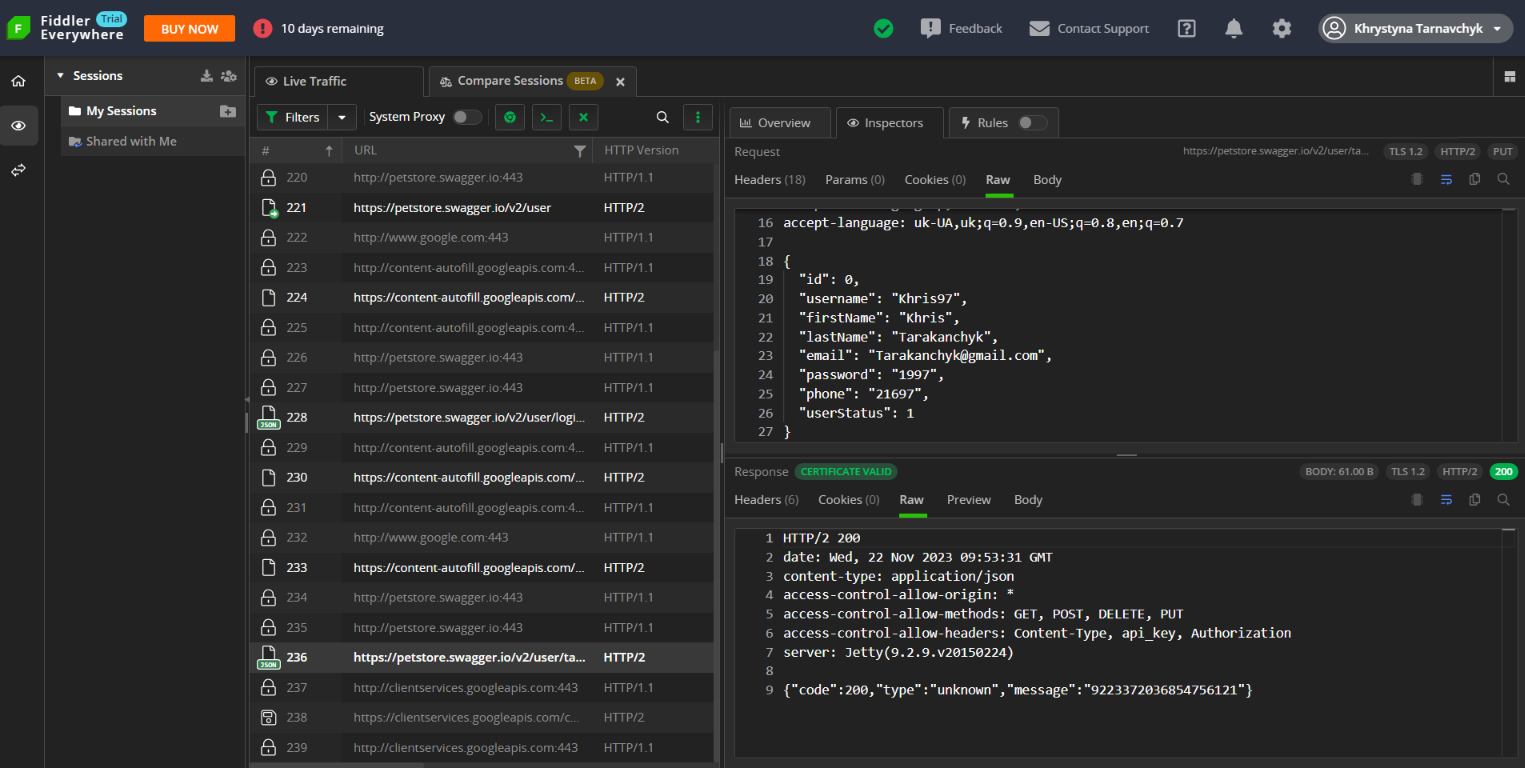 Fiddler Trial
Everywhere
BUY NOW
10 days remaining
Feedback
Contact Support
Khrystyna Tarnavchyk
Sessions
My Sessions
Shared with Me
Live Traffic
Compare Sessions BETA
Filters
System Proxy
# URL HTTP Version
220 http://petstore.swagger.io:443 HTTP/1.1
221 https://petstore.swagger.io/v2/user HTTP/2
222 http://www.google.com:443 HTTP/1.1
223 http://content-autofill.googleapis.com:4... HTTP/1.1
224 https://content-autofill.googleapis.com/... HTTP/2
225 http://content-autofill.googleapis.com:4... HTTP/1.1
226 http://petstore.swagger.io:443 HTTP/1.1
227 http://petstore.swagger.io:443 HTTP/1.1
JSON 228 https://petstore.swagger.io/v2/user/logi... HTTP/2
229 http://content-autofill.googleapis.com:4... HTTP/1.1
230 https://content-autofill.googleapis.com/... HTTP/2
231 http://content-autofill.googleapis.com:4... HTTP/1.1
232 http://www.google.com:443 HTTP/1.1
233 https://content-autofill.googleapis.com/... HTTP/2
234 http://petstore.swagger.io:443 HTTP/1.1
235 http://petstore.swagger.io:443 HTTP/1.1
JSON 236 https://petstore.swagger.io/v2/user/ta... HTTP/2
237 http://clientservices.googleapis.com:443 HTTP/1.1
238 https://clientservices.googleapis.com/c... HTTP/2
239 http://clientservices.googleapis.com:443 HTTP/1.1
Overview
Inspectors
Rules
Request https://petstore.swagger.io/v2/user/ta... TLS 1.2 HTTP/2 PUT
Headers (18) Params (0) Cookies (0) Raw Body
16 accept-language: uk-UA,uk;q=0.9,en-US;q=0.8,en;q=0.7
17
18 {
19 "id": 0,
20 "username": "Khris97",
21 "firstName": "Khris",
22 "lastName": "Tarakanchyk",
23 "email": "Tarakanchyk@gmail.com",
24 "password": "1997",
25 "phone": "21697",
26 "userStatus": 1
27 }
Response CERTIFICATE VALID BODY: 61.00 B TLS 1.2 HTTP/2 200
Headers (6) Cookies (0) Raw Preview Body
1 HTTP/2 200
2 date: Wed, 22 Nov 2023 09:53:31 GMT
3 content-type: application/json
4 access-control-allow-origin: *
5 access-control-allow-methods: GET, POST, DELETE, PUT
6 access-control-allow-headers: Content-Type, api_key, Authorization
7 server: Jetty(9.2.9.v20150224)
8
9 {"code":200,"type":"unknown","message":"9223372036854756121"}